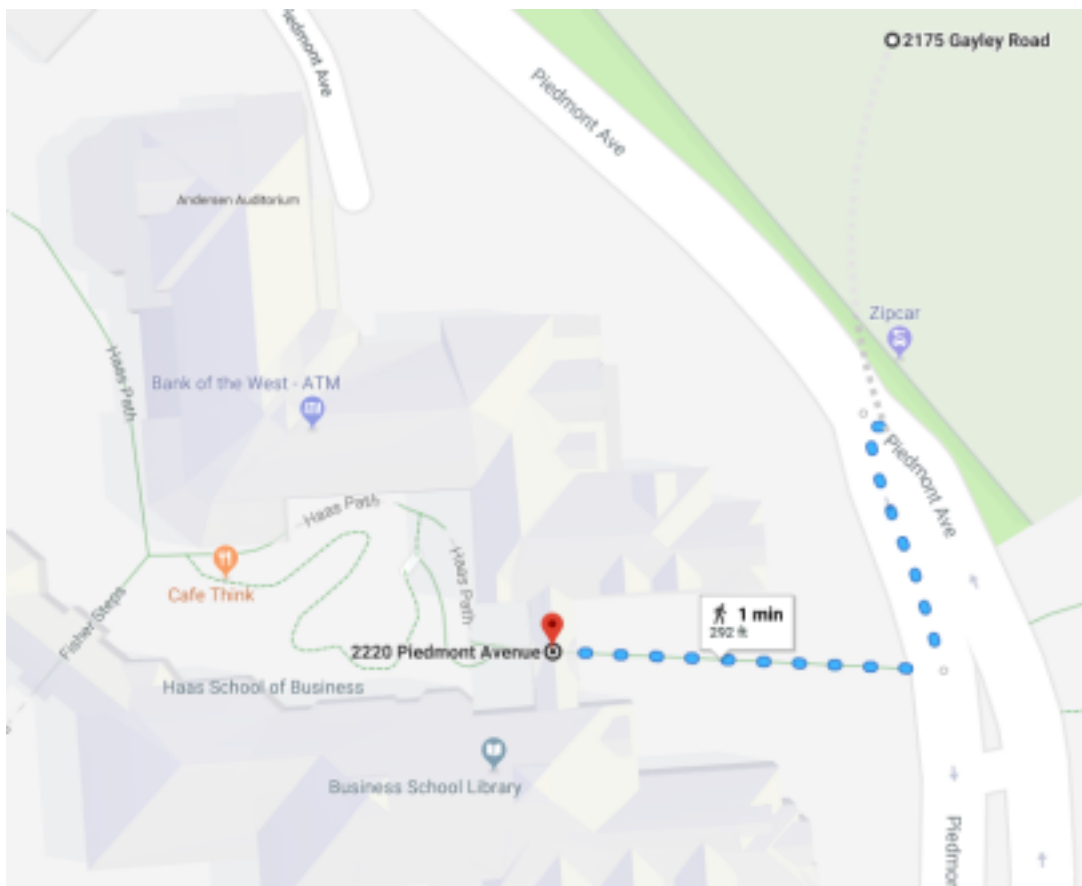 Piedmont Ave
Piedmont Ave
2175 Gayley Road
Andersen Auditorium
Zipcar
Haas Path
Bank of the West - ATM
Piedmont Ave
Haas Path
Haas Path
Cafe Think
Fisher Steps
1 min
292 ft
2220 Piedmont Avenue
Haas School of Business
Business School Library
Piedmon